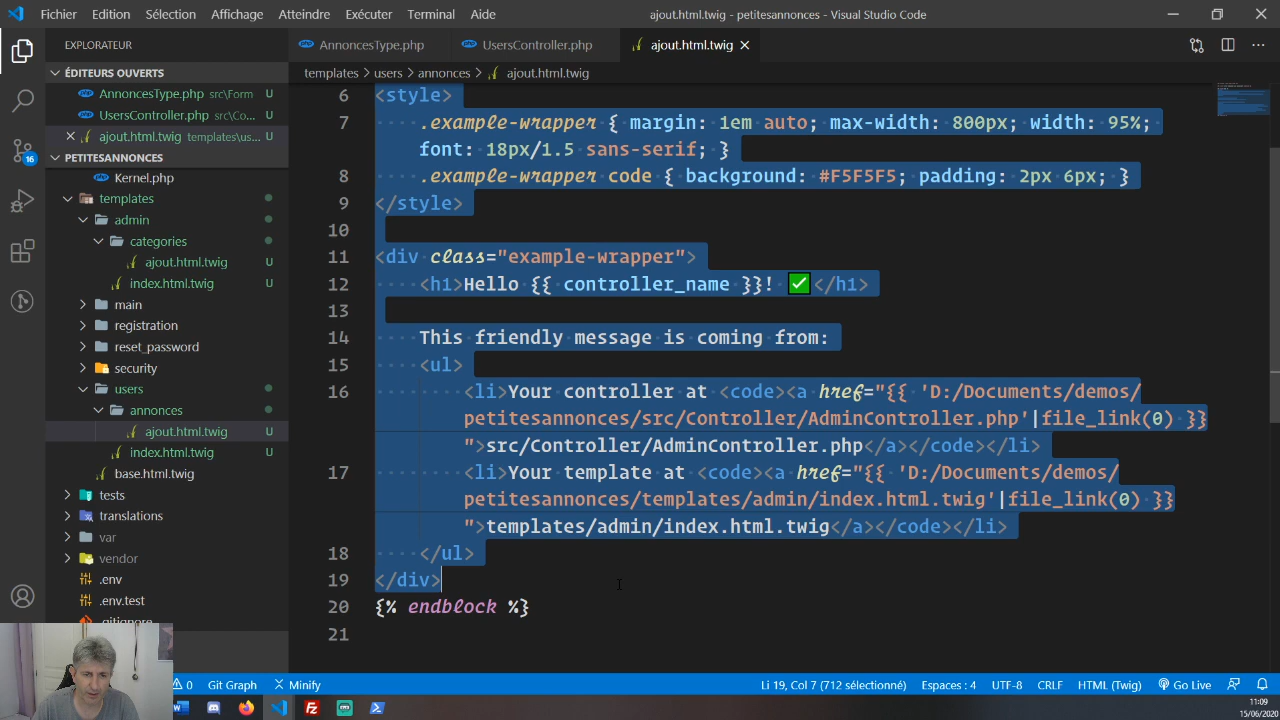 Fichier Edition Sélection Affichage Atteindre Exécuter Terminal Aide ajout.html.twig - petitesannonces - Visual Studio Code
EXPLORATEUR
ÉDITEURS OUVERTS
AnnoncesType.php src\Form U
UsersController.php src\Co... U
ajout.html.twig templates\us... U
PETITESANNONCES
Kernel.php
templates
admin
categories
ajout.html.twig U
index.html.twig U
main
registration
reset_password
security
users
annonces
ajout.html.twig U
index.html.twig U
base.html.twig
tests
translations
var
vendor
.env
.env.test
.gitignore
16
AnnoncesType.php UsersController.php ajout.html.twig
templates > users > annonces > ajout.html.twig
6 <style>
7 .example-wrapper { margin: 1em auto; max-width: 800px; width: 95%;
font: 18px/1.5 sans-serif; }
8 .example-wrapper code { background: #F5F5F5; padding: 2px 6px; }
9 </style>
10
11 <div class="example-wrapper">
12 <h1>Hello {{ controller_name }}! ✅</h1>
13
14 This friendly message is coming from:
15 <ul>
16 <li>Your controller at <code><a href="{{ 'D:/Documents/demos/
petitesannonces/src/Controller/AdminController.php'|file_link(0) }}
">src/Controller/AdminController.php</a></code></li>
17 <li>Your template at <code><a href="{{ 'D:/Documents/demos/
petitesannonces/templates/admin/index.html.twig'|file_link(0) }}
">templates/admin/index.html.twig</a></code></li>
18 </ul>
19 </div>
20 {% endblock %}
21
0 Git Graph Minify Li 19, Col 7 (712 sélectionné) Espaces : 4 UTF-8 CRLF HTML (Twig) Go Live
11:09
15/06/2020